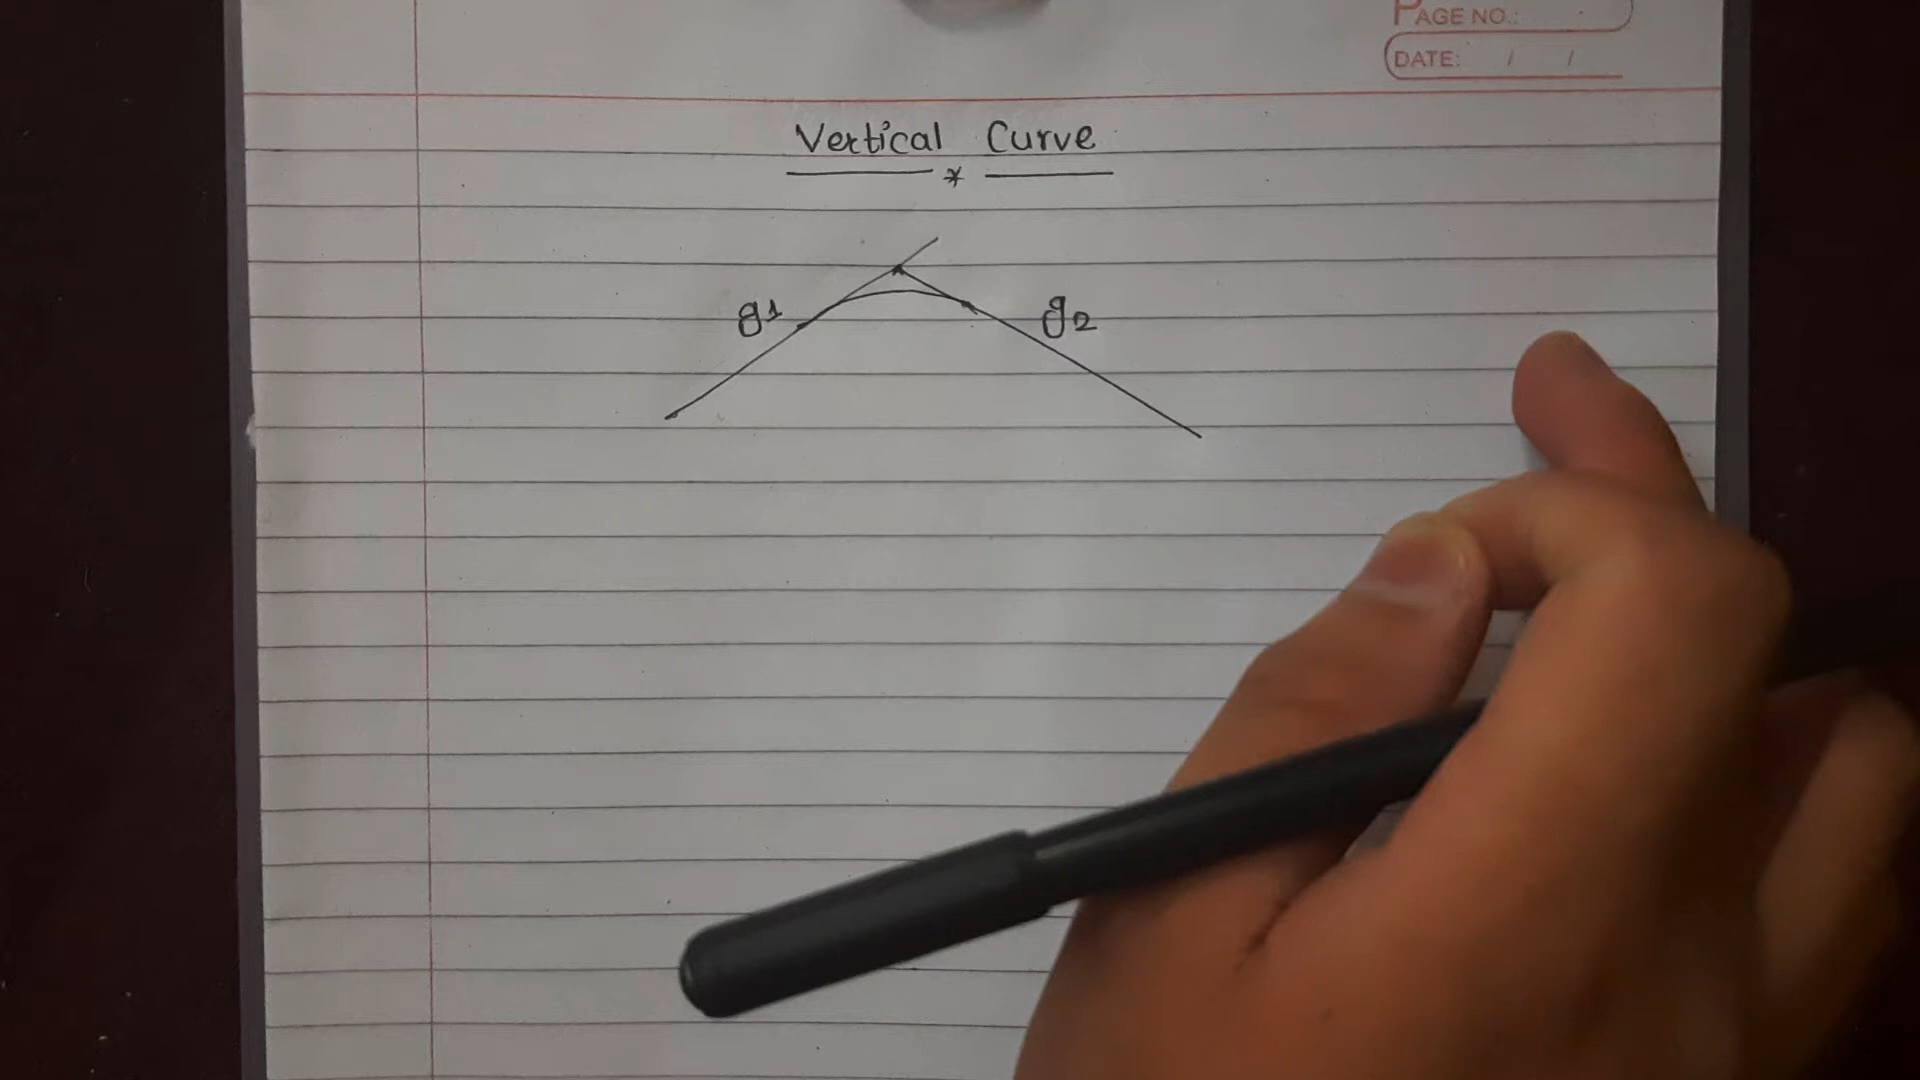 PAGE NO.:
DATE: / /
Vertical Curve
*
g1
g2